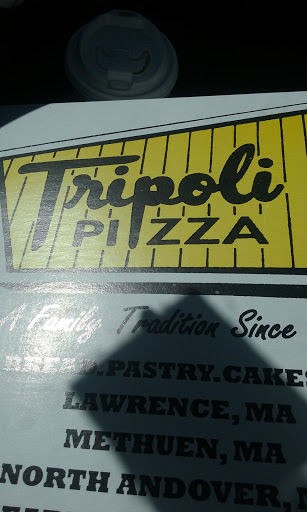 Tripoli
PIZZA
A Family Tradition Since
BREAD.PASTRY.CAKES
LAWRENCE, MA
METHUEN, MA
NORTH ANDOVER,